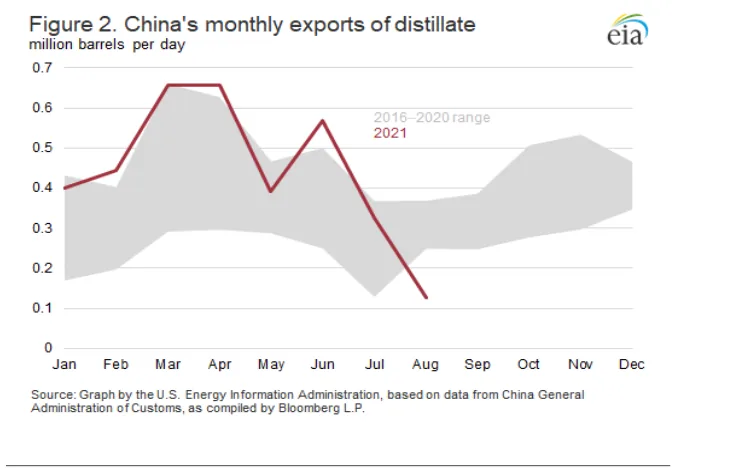 Figure 2. China's monthly exports of distillate
million barrels per day
eia
0.7
0.6
0.5
0.4
0.3
0.2
0.1
0
2016–2020 range
2021
Jan Feb Mar Apr May Jun Jul Aug Sep Oct Nov Dec
Source: Graph by the U.S. Energy Information Administration, based on data from China General
Administration of Customs, as compiled by Bloomberg L.P.